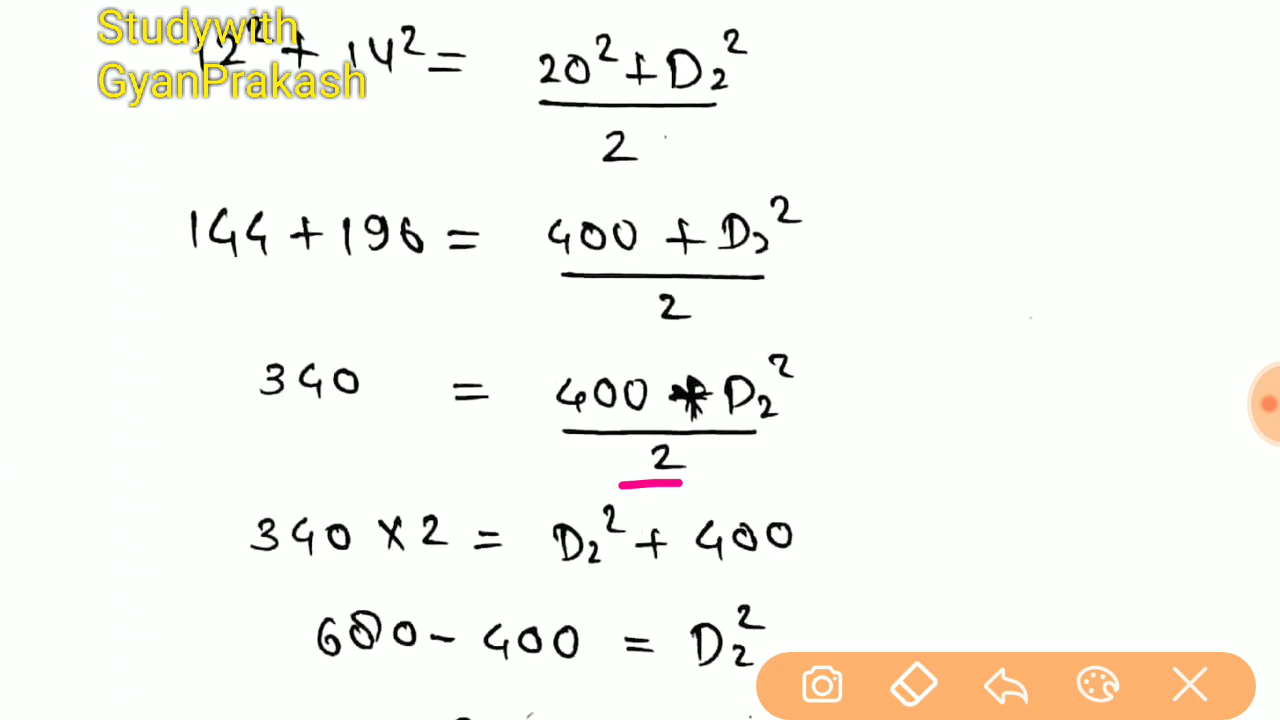 Studywith
GyanPrakash
12² + 14² = 20² + D₂²
2
144 + 196 = 400 + D₂²
2
340 = 400 + D₂²
2
340 × 2 = D₂² + 400
680 - 400 = D₂²